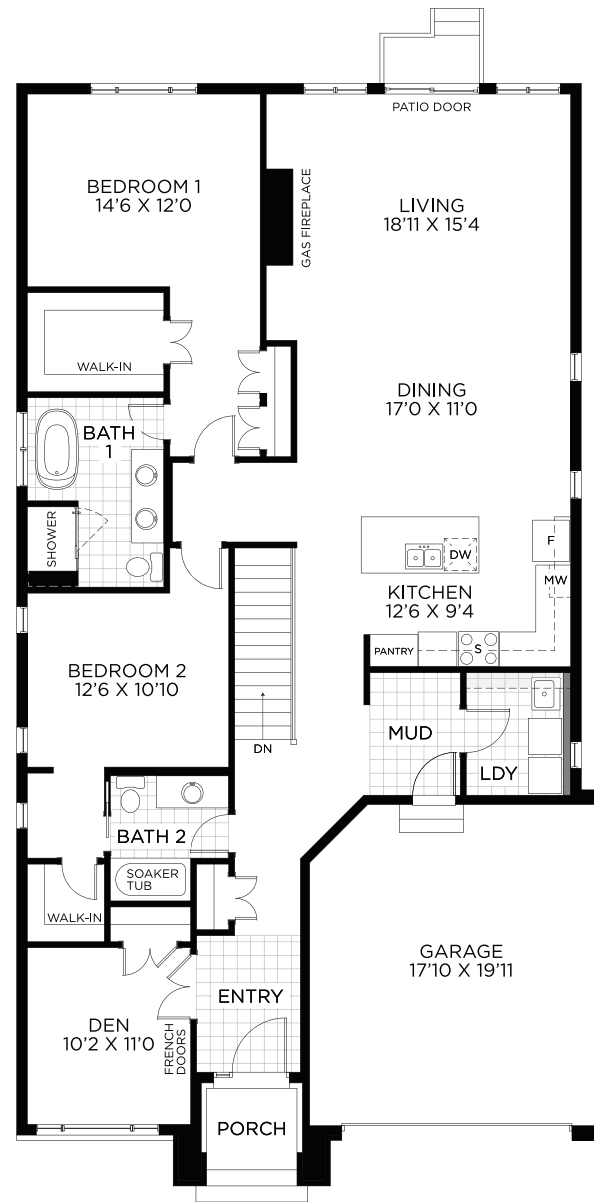 PATIO DOOR
BEDROOM 1
14'6 X 12'0
GAS FIREPLACE
LIVING
18'11 X 15'4
WALK-IN
DINING
17'0 X 11'0
BATH
1
SHOWER
DW
F
MW
KITCHEN
12'6 X 9'4
PANTRY
S
BEDROOM 2
12'6 X 10'10
DN
MUD
LDY
BATH 2
SOAKER
TUB
WALK-IN
GARAGE
17'10 X 19'11
ENTRY
DEN
10'2 X 11'0
FRENCH
DOORS
PORCH